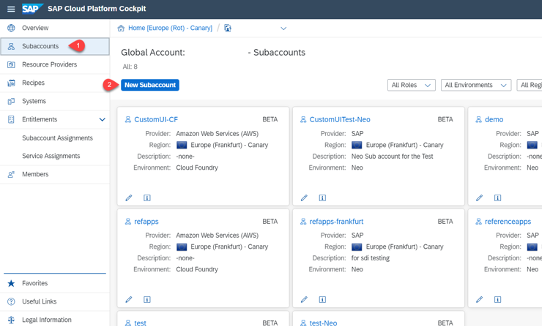 SAP SAP Cloud Platform Cockpit
Overview
Subaccounts 1
Resource Providers
Recipes
Systems
Entitlements
Subaccount Assignments
Service Assignments
Members
Favorites
Useful Links
Legal Information
Home [Europe (Rot) - Canary] /
Global Account: - Subaccounts
All: 8
2 New Subaccount
All Roles
All Environments
All Regi
CustomUI-CF BETA
Provider: Amazon Web Services (AWS)
Region: Europe (Frankfurt) - Canary
Description: -none-
Environment: Cloud Foundry
CustomUITest-Neo BETA
Provider: SAP
Region: Europe (Frankfurt) - Canary
Description: Neo Sub account for the Test
Environment: Neo
demo
Provider: SAP
Region:
Description: -none-
Environment: Neo
refapps BETA
Provider: Amazon Web Services (AWS)
Region: Europe (Frankfurt) - Canary
Description: -none-
Environment: Cloud Foundry
refapps-frankfurt BETA
Provider: SAP
Region: Europe (Frankfurt) - Canary
Description: for sdi testing
Environment: Neo
referenceapps
Provider: SAP
Region:
Description: -none-
Environment: Neo
test BETA
test-Neo BETA